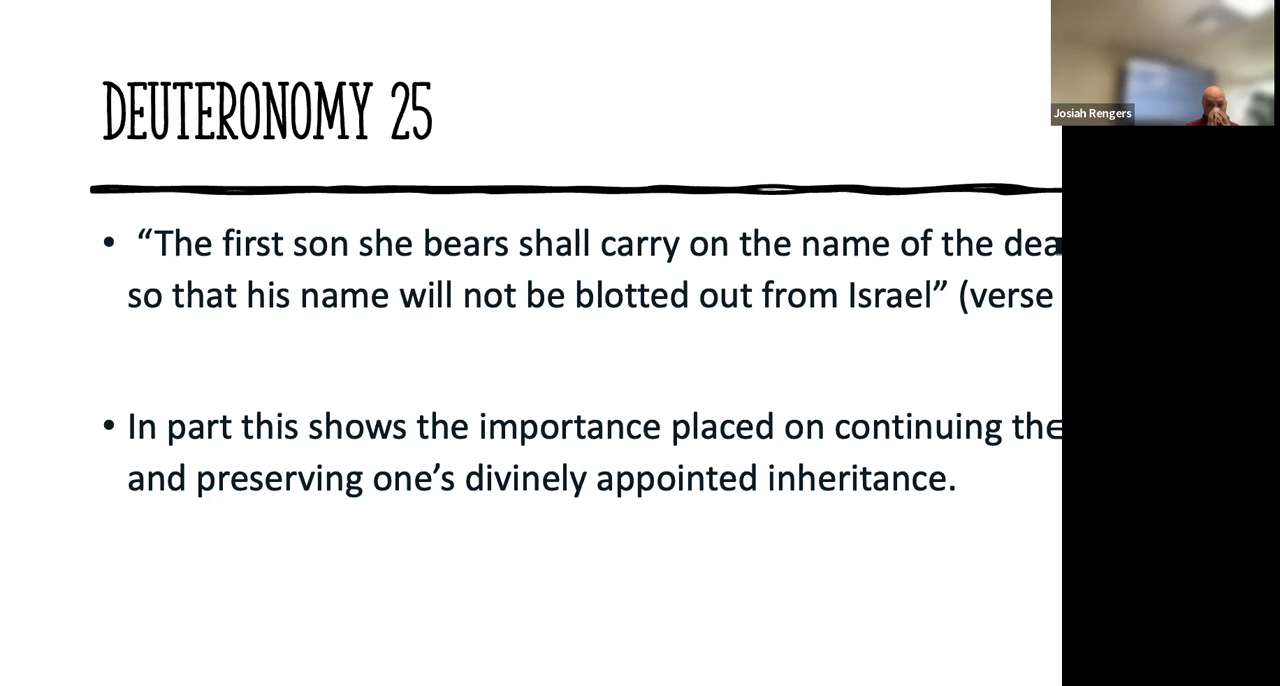 DEUTERONOMY 25
Josiah Rengers
• “The first son she bears shall carry on the name of the
so that his name will not be blotted out from Israel” (verse
• In part this shows the importance placed on continuing the
and preserving one’s divinely appointed inheritance.